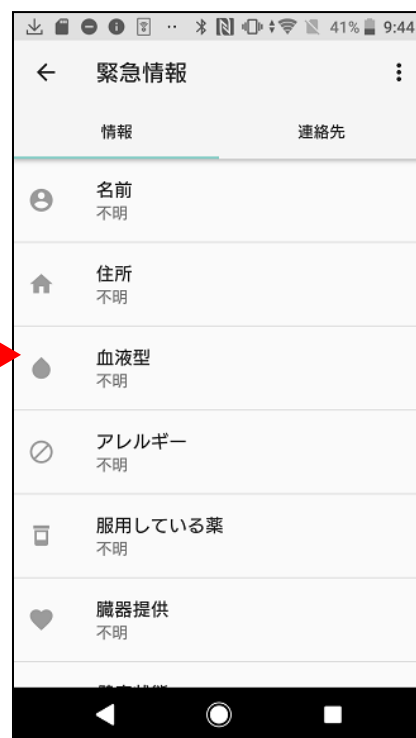 41% 9:44
緊急情報
情報 連絡先
名前
不明
住所
不明
血液型
不明
アレルギー
不明
服用している薬
不明
臓器提供
不明